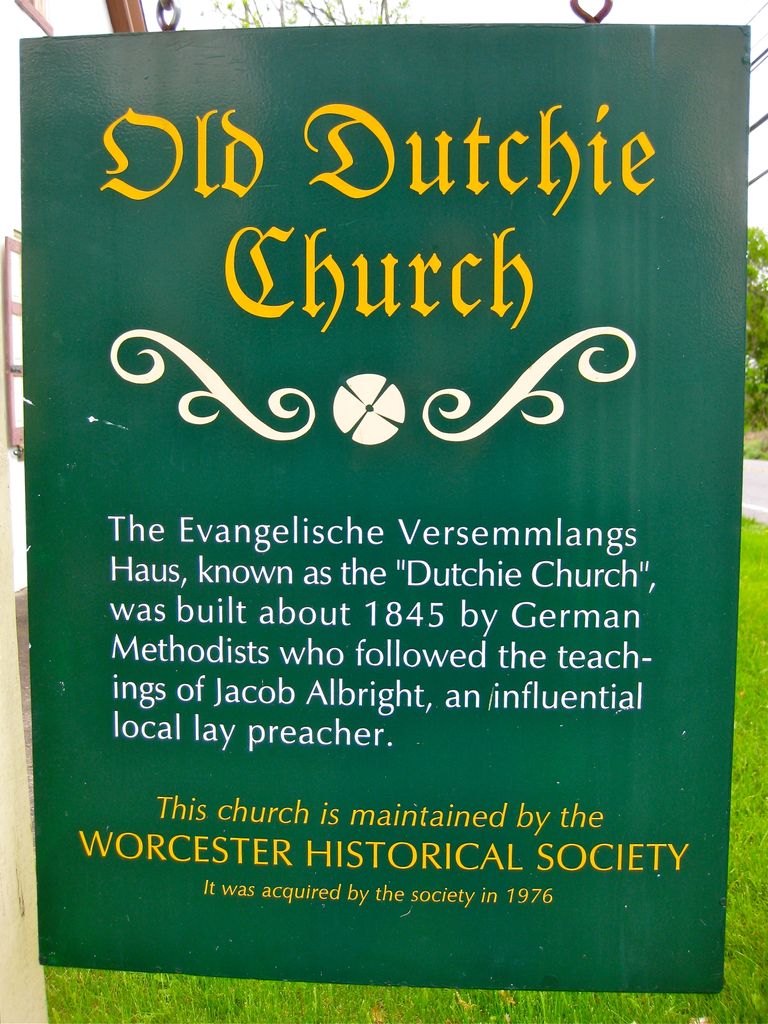 Old Dutchie
Church
The Evangelische Versemmlangs
Haus, known as the "Dutchie Church",
was built about 1845 by German
Methodists who followed the teach-
ings of Jacob Albright, an influential
local lay preacher.
This church is maintained by the
WORCESTER HISTORICAL SOCIETY
It was acquired by the society in 1976